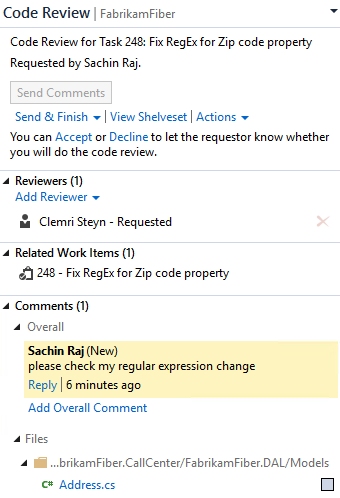 Code Review | FabrikamFiber
Code Review for Task 248: Fix RegEx for Zip code property
Requested by Sachin Raj.
Send Comments
Send & Finish | View Shelveset | Actions
You can Accept or Decline to let the requestor know whether
you will do the code review.
Reviewers (1)
Add Reviewer
Clemri Steyn - Requested
Related Work Items (1)
248 - Fix RegEx for Zip code property
Comments (1)
Overall
Sachin Raj (New)
please check my regular expression change
Reply | 6 minutes ago
Add Overall Comment
Files
...brikamFiber.CallCenter/FabrikamFiber.DAL/Models
C# Address.cs